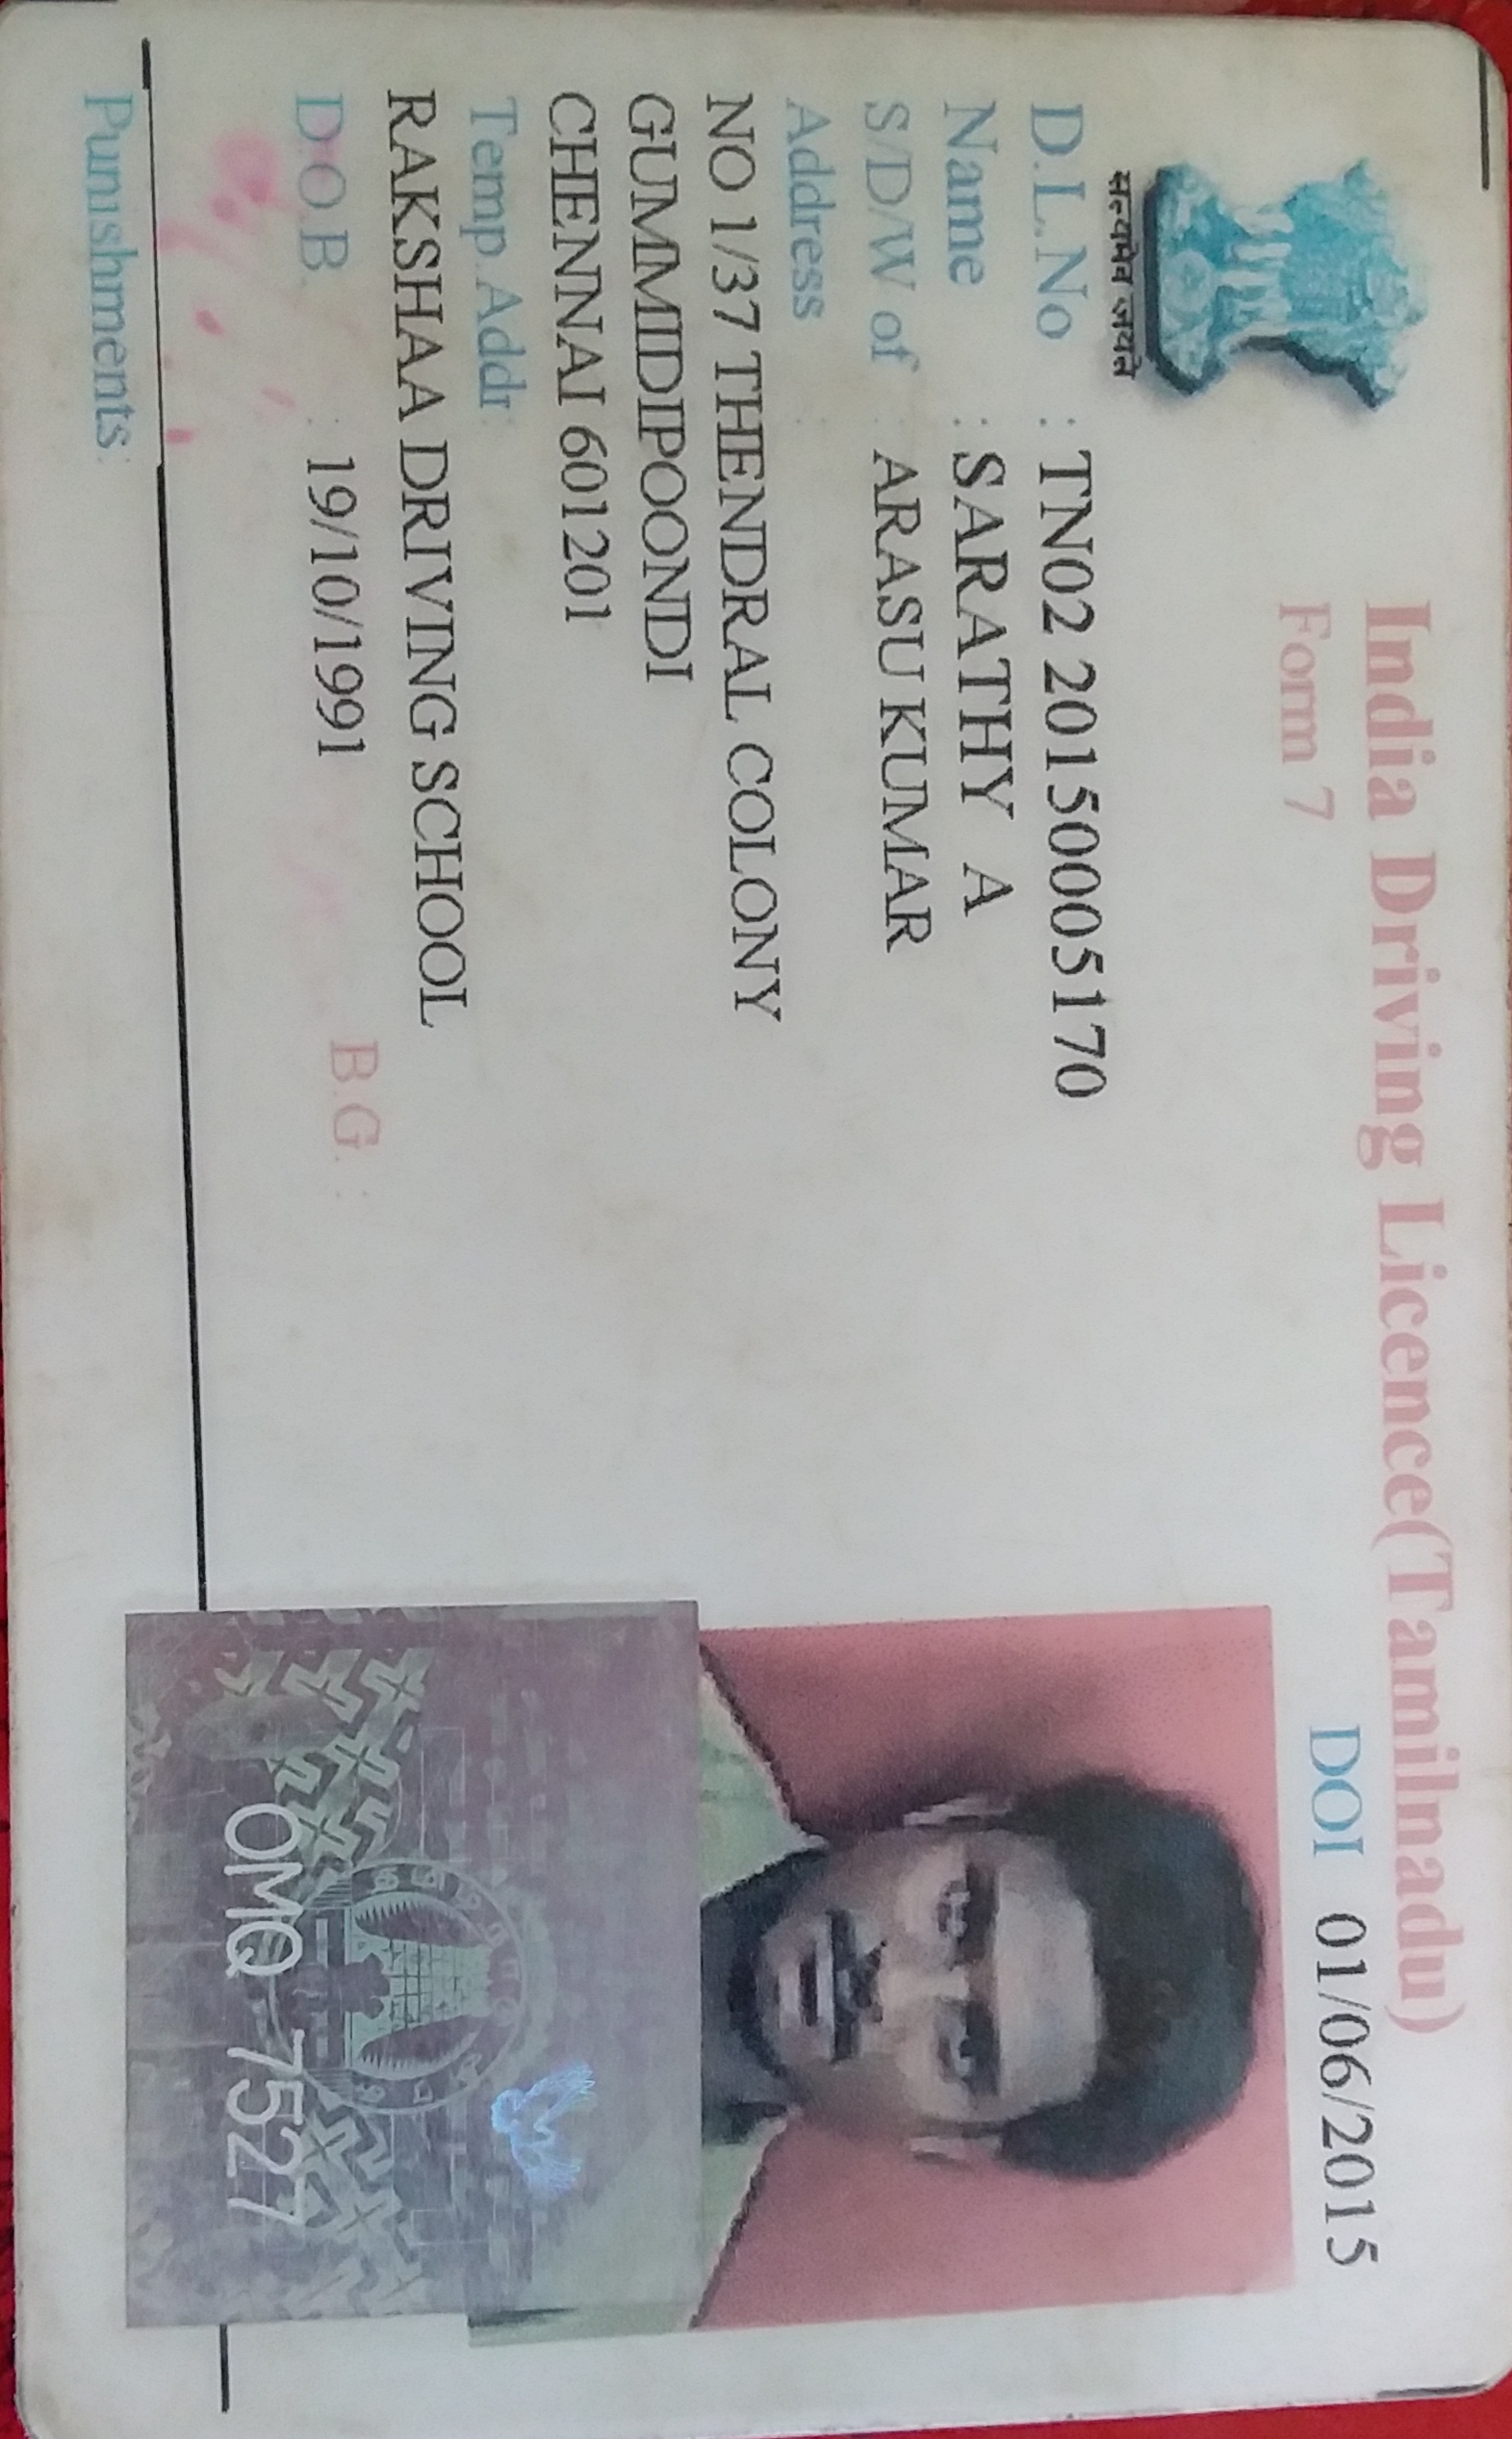 India Driving Licence(Tamilnadu)
Form 7
DOI 01/06/2015
सत्यमेव जयते
D.L.No : TN02 20150005170
Name : SARATHY A
S/D/W of : ARASU KUMAR
Address :
NO 1/37 THENDRAL COLONY
GUMMIDIPOONDI
CHENNAI 601201
Temp.Addr:
RAKSHAA DRIVING SCHOOL
D.O.B. : 19/10/1991 B.G. :
Punishments:
OMQ 7527